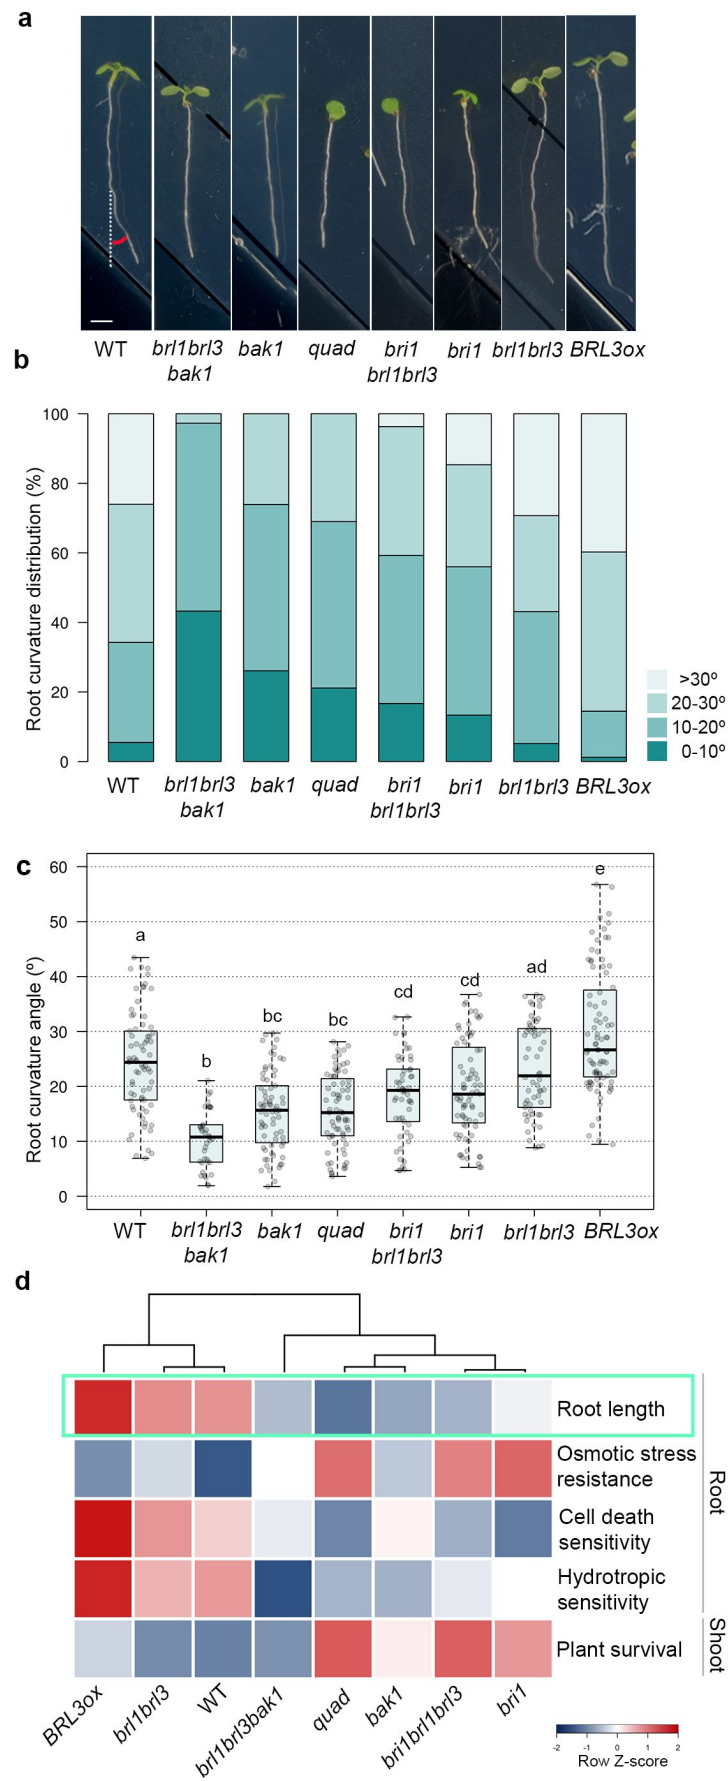 a
WT
brl1brl3
bak1
bak1
quad
bri1
brl1brl3
bri1
brl1brl3
BRL3ox
b
Root curvature distribution (%)
100
80
60
40
20
0
>30º
20-30º
10-20º
0-10º
WT
brl1brl3
bak1
bak1
quad
bri1
brl1brl3
bri1
brl1brl3
BRL3ox
c
Root curvature angle (º)
60
50
40
30
20
10
0
a
b
bc
bc
cd
cd
ad
e
WT
brl1brl3
bak1
bak1
quad
bri1
brl1brl3
bri1
brl1brl3
BRL3ox
d
Root length
Osmotic stress
resistance
Cell death
sensitivity
Hydrotropic
sensitivity
Plant survival
Root
Shoot
BRL3ox
brl1brl3
WT
brl1brl3bak1
quad
bak1
bri1brl1brl3
bri1
-2 -1 0 1 2
Row Z-score